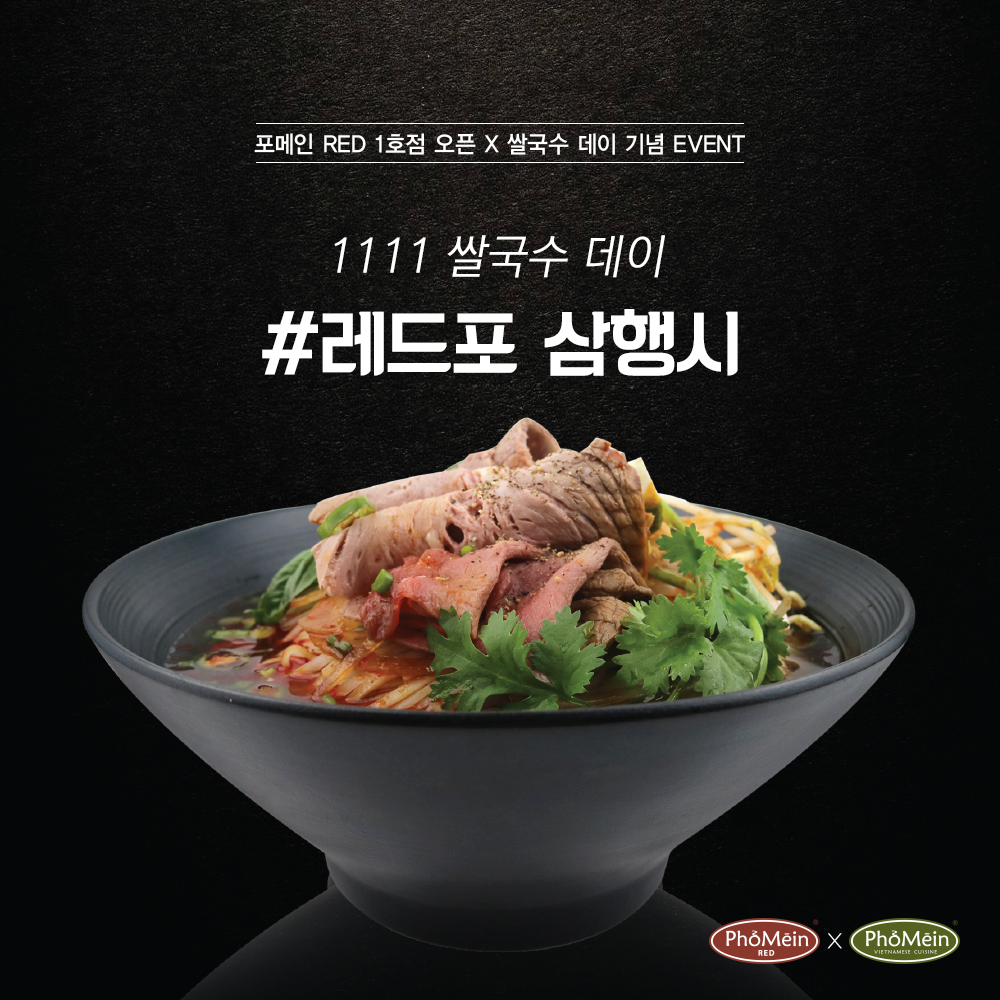 포메인 RED 1호점 오픈 X 쌀국수 데이 기념 EVENT
1111 쌀국수 데이
#레드포 삼행시
PhởMein X PhởMein
RED VIETNAMESE CUISINE